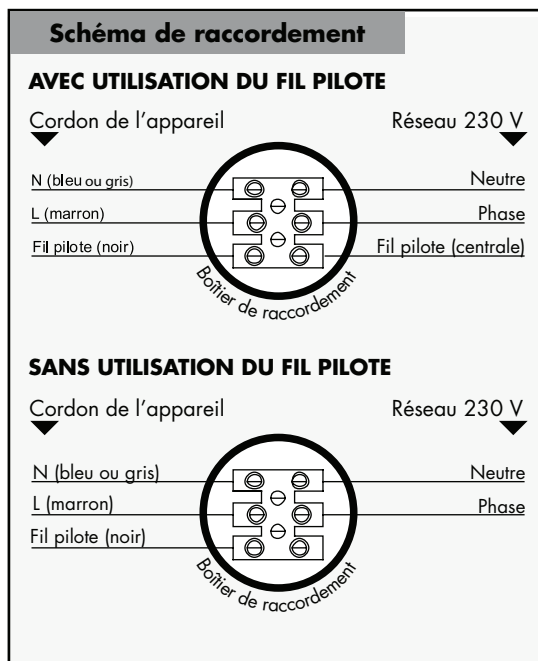 Schéma de raccordement
AVEC UTILISATION DU FIL PILOTE
Cordon de l'appareil
Réseau 230 V
N (bleu ou gris)
Neutre
L (marron)
Phase
Fil pilote (noir)
Fil pilote (centrale)
Boîtier de raccordement
SANS UTILISATION DU FIL PILOTE
Cordon de l'appareil
Réseau 230 V
N (bleu ou gris)
Neutre
L (marron)
Phase
Fil pilote (noir)
Boîtier de raccordement